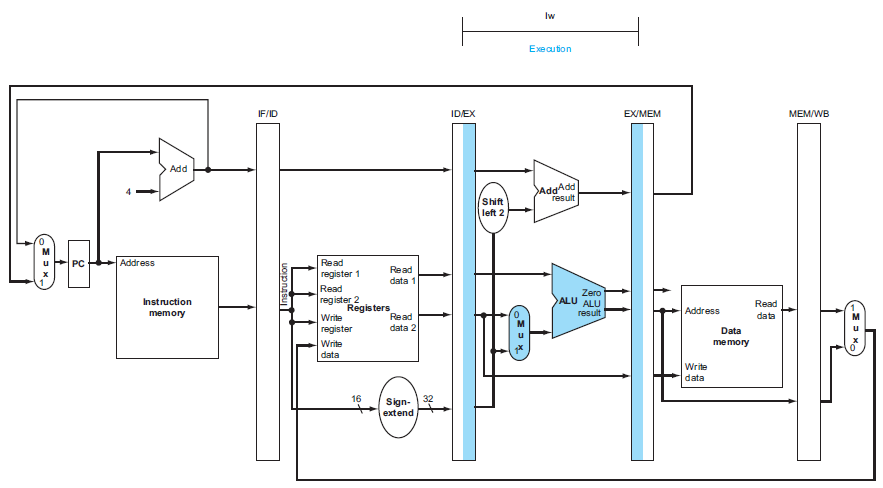 lw
Execution
IF/ID
ID/EX
EX/MEM
MEM/WB
Add
4
Shift
left 2
Add
Add
result
0
M
u
x
1
PC
Address
Instruction
memory
Instruction
Read
register 1
Read
register 2
Write
register
Write
data
Registers
Read
data 1
Read
data 2
0
M
u
x
1
ALU
Zero
ALU
result
Address
Read
data
Data
memory
Write
data
1
M
u
x
0
16
Sign-
extend
32